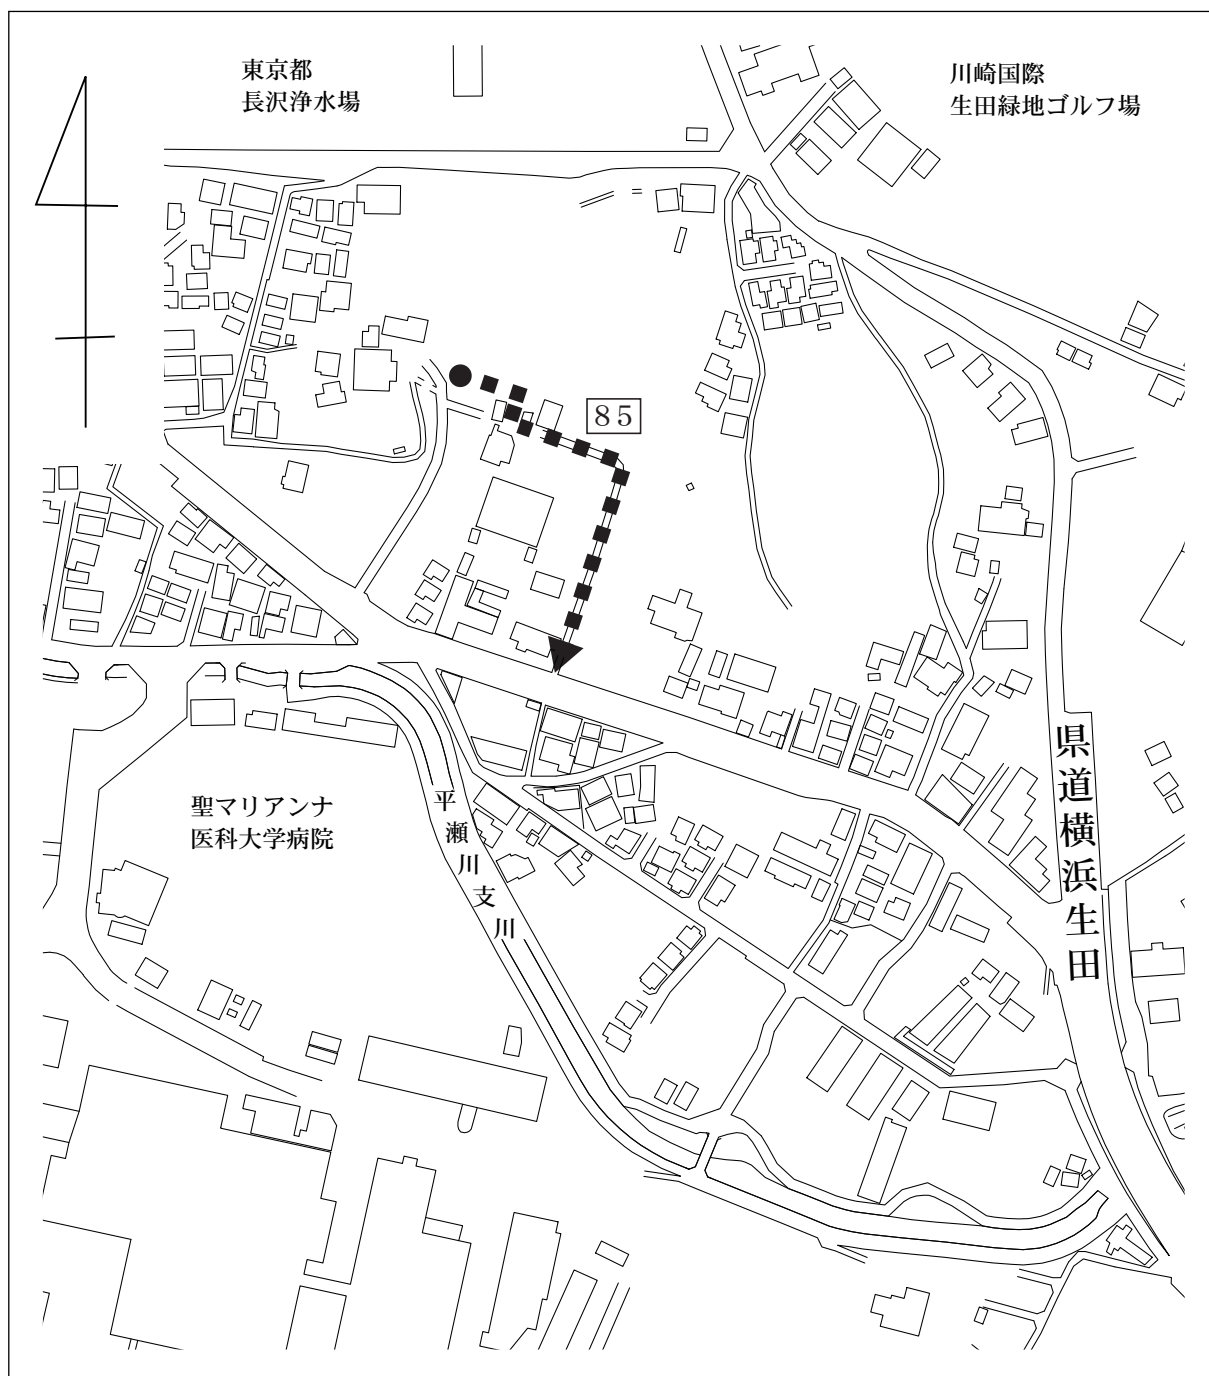 東京都
長沢浄水場
川崎国際
生田緑地ゴルフ場
85
県道横浜生田
聖マリアンナ
医科大学病院
平瀬川支川